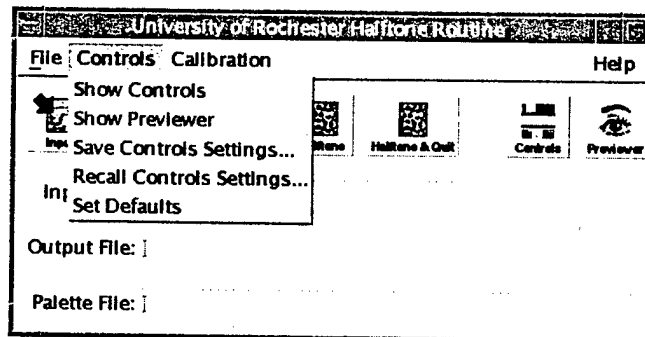 University of Rochester Halftone Routine
File Controls Calibration Help
Show Controls
Show Previewer
Save Controls Settings...
Recall Controls Settings...
Set Defaults
Halftone & Quit
Controls
Previewer
Output File:
Palette File: